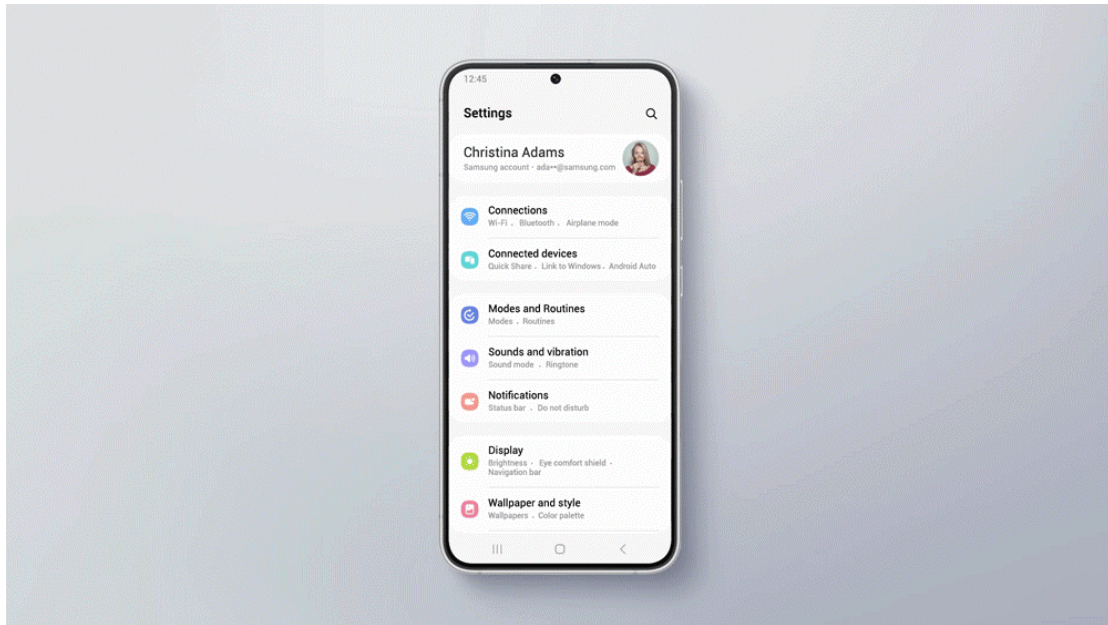 12:45
Settings
Christina Adams
Samsung account · ada**@samsung.com
Connections
Wi-Fi . Bluetooth . Airplane mode
Connected devices
Quick Share . Link to Windows . Android Auto
Modes and Routines
Modes . Routines
Sounds and vibration
Sound mode . Ringtone
Notifications
Status bar . Do not disturb
Display
Brightness · Eye comfort shield ·
Navigation bar
Wallpaper and style
Wallpapers . Color palette